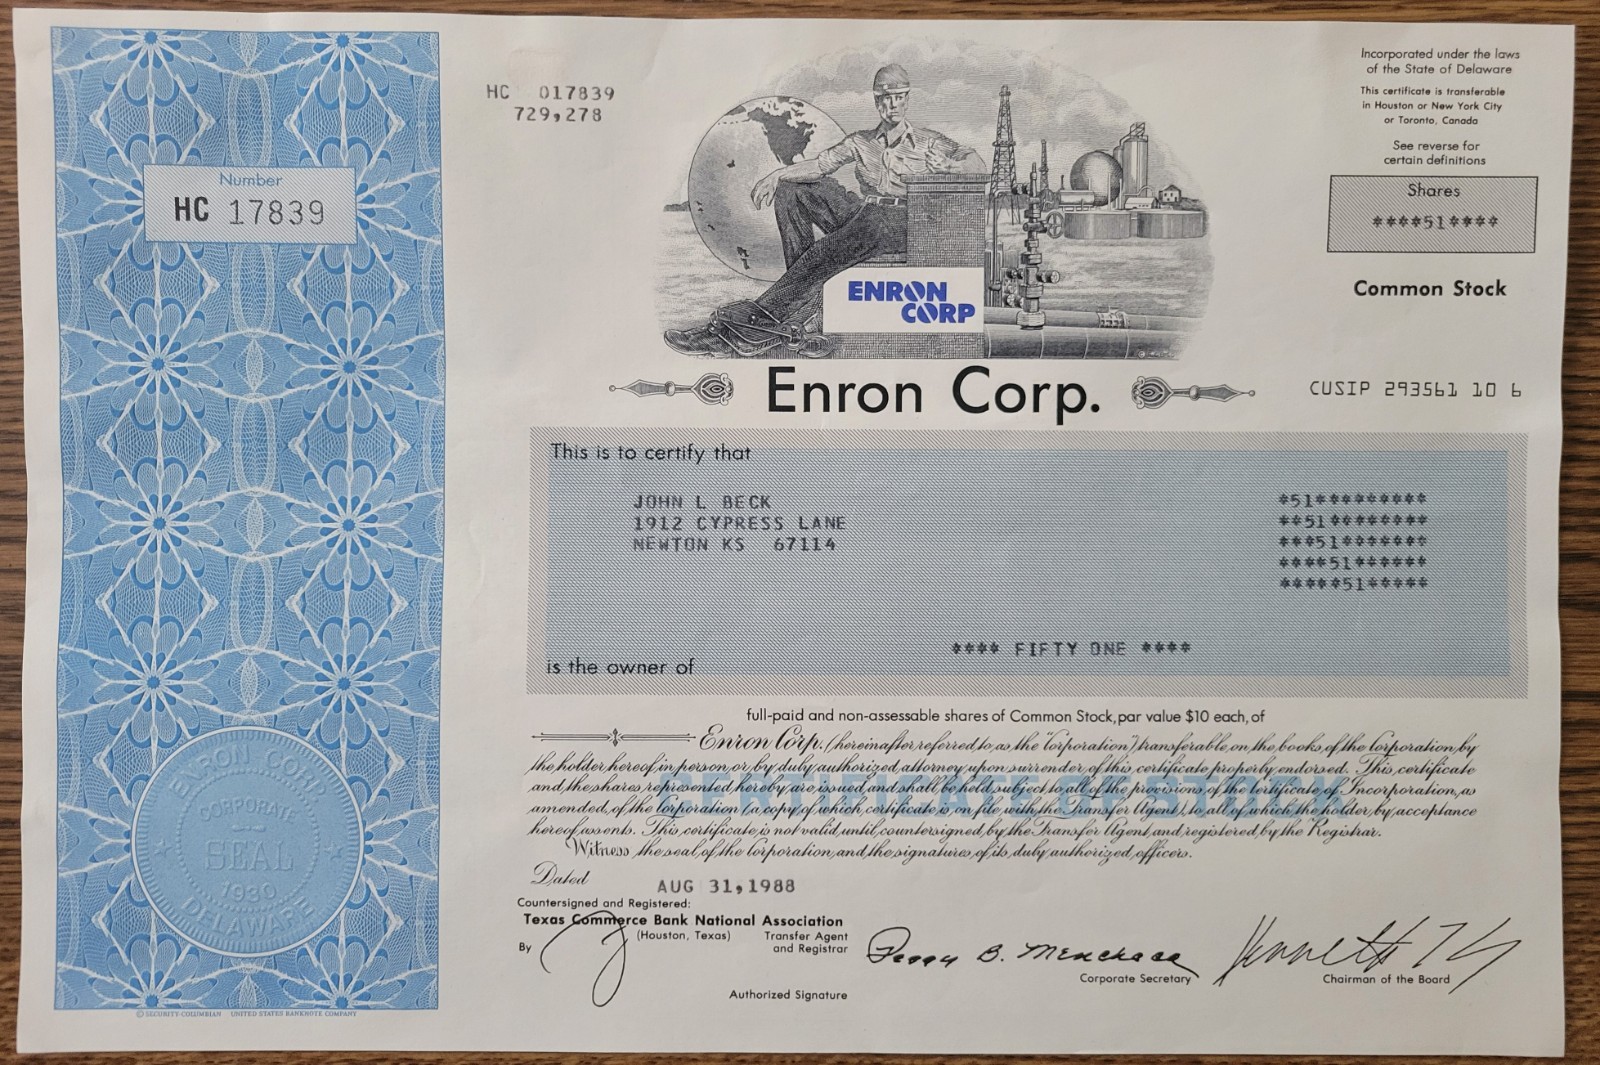 Number
HC 17839
HC 017839
729,278
Incorporated under the laws
of the State of Delaware
This certificate is transferable
in Houston or New York City
or Toronto, Canada
See reverse for
certain definitions
Shares
****51****
Common Stock
ENRON
CORP
Enron Corp.
CUSIP 293561 10 6
This is to certify that
JOHN L BECK
1912 CYPRESS LANE
NEWTON KS 67114
*51*********
**51********
***51*******
****51******
*****51*****
**** FIFTY ONE ****
is the owner of
full-paid and non-assessable shares of Common Stock, par value $10 each, of
Enron Corp. (hereinafter referred to as the "Corporation") transferable on the books of the Corporation by
the holder hereof in person or by duly authorized attorney upon surrender of this certificate properly endorsed. This certificate
and the shares represented hereby are issued and shall be held subject to all of the provisions of the Certificate of Incorporation, as
amended, of the Corporation (a copy of which certificate is on file with the Transfer Agent), to all of which the holder, by acceptance
hereof, assents. This certificate is not valid until countersigned by the Transfer Agent and registered by the Registrar.
Witness the seal of the Corporation and the signatures of its duly authorized officers.
Dated AUG 31,1988
Countersigned and Registered:
Texas Commerce Bank National Association
(Houston, Texas) Transfer Agent
and Registrar
By
Authorized Signature
Peggy B. Menchaca
Corporate Secretary
Kenneth L Lay
Chairman of the Board
ENRON CORP
CORPORATE
SEAL
1930
DELAWARE
© SECURITY-COLUMBIAN UNITED STATES BANKNOTE COMPANY